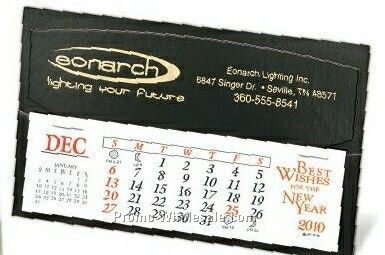 eonarch
lighting your future
Eonarch Lighting Inc.
6847 Singer Dr. • Seville, TN 48571
360-555-8541
DEC
S M T W T F S
1 2 3 4 5
6 7 8 9 10 11 12
13 14 15 16 17 18 19
20 21 22 23 24 25 26
27 28 29 30 31
JANUARY
S M T W T F S
BEST
WISHES
FOR THE
NEW
YEAR
2010